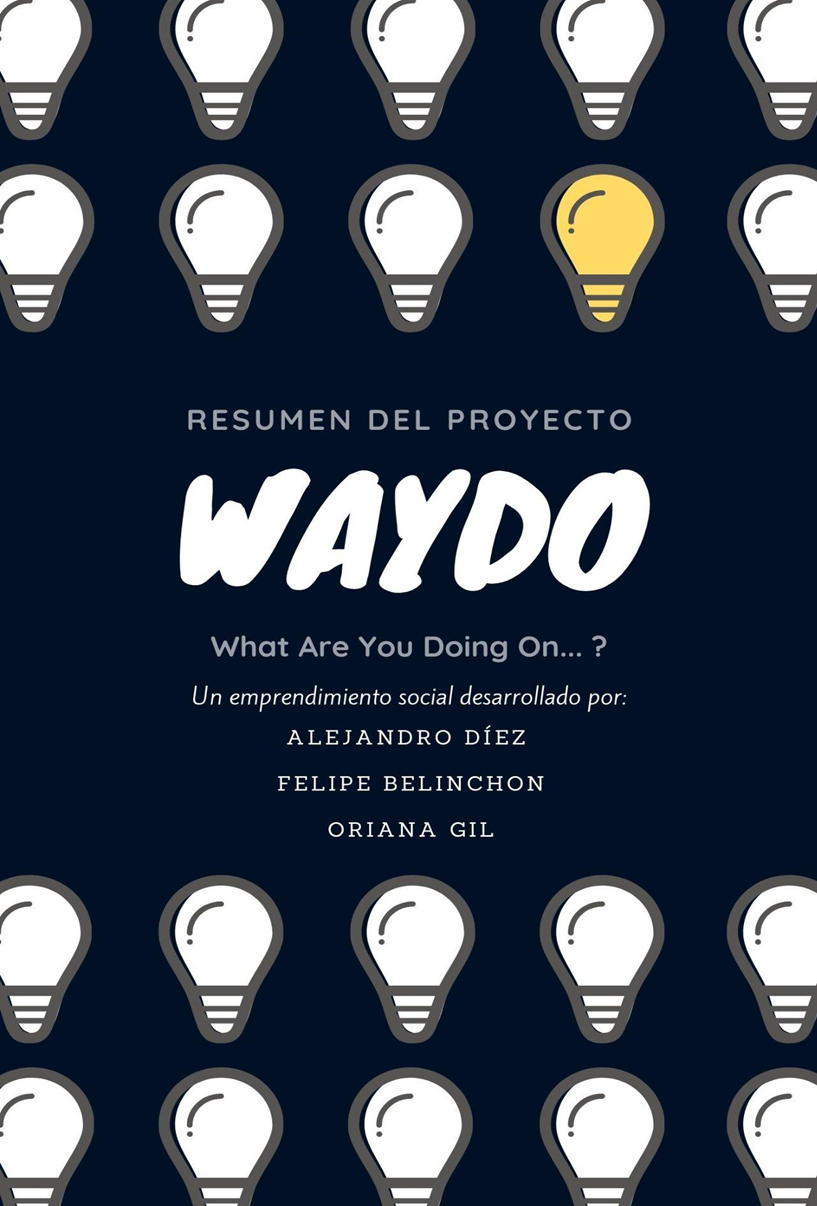 RESUMEN DEL PROYECTO
WAYDO
What Are You Doing On... ?
Un emprendimiento social desarrollado por:
ALEJANDRO DÍEZ
FELIPE BELINCHON
ORIANA GIL